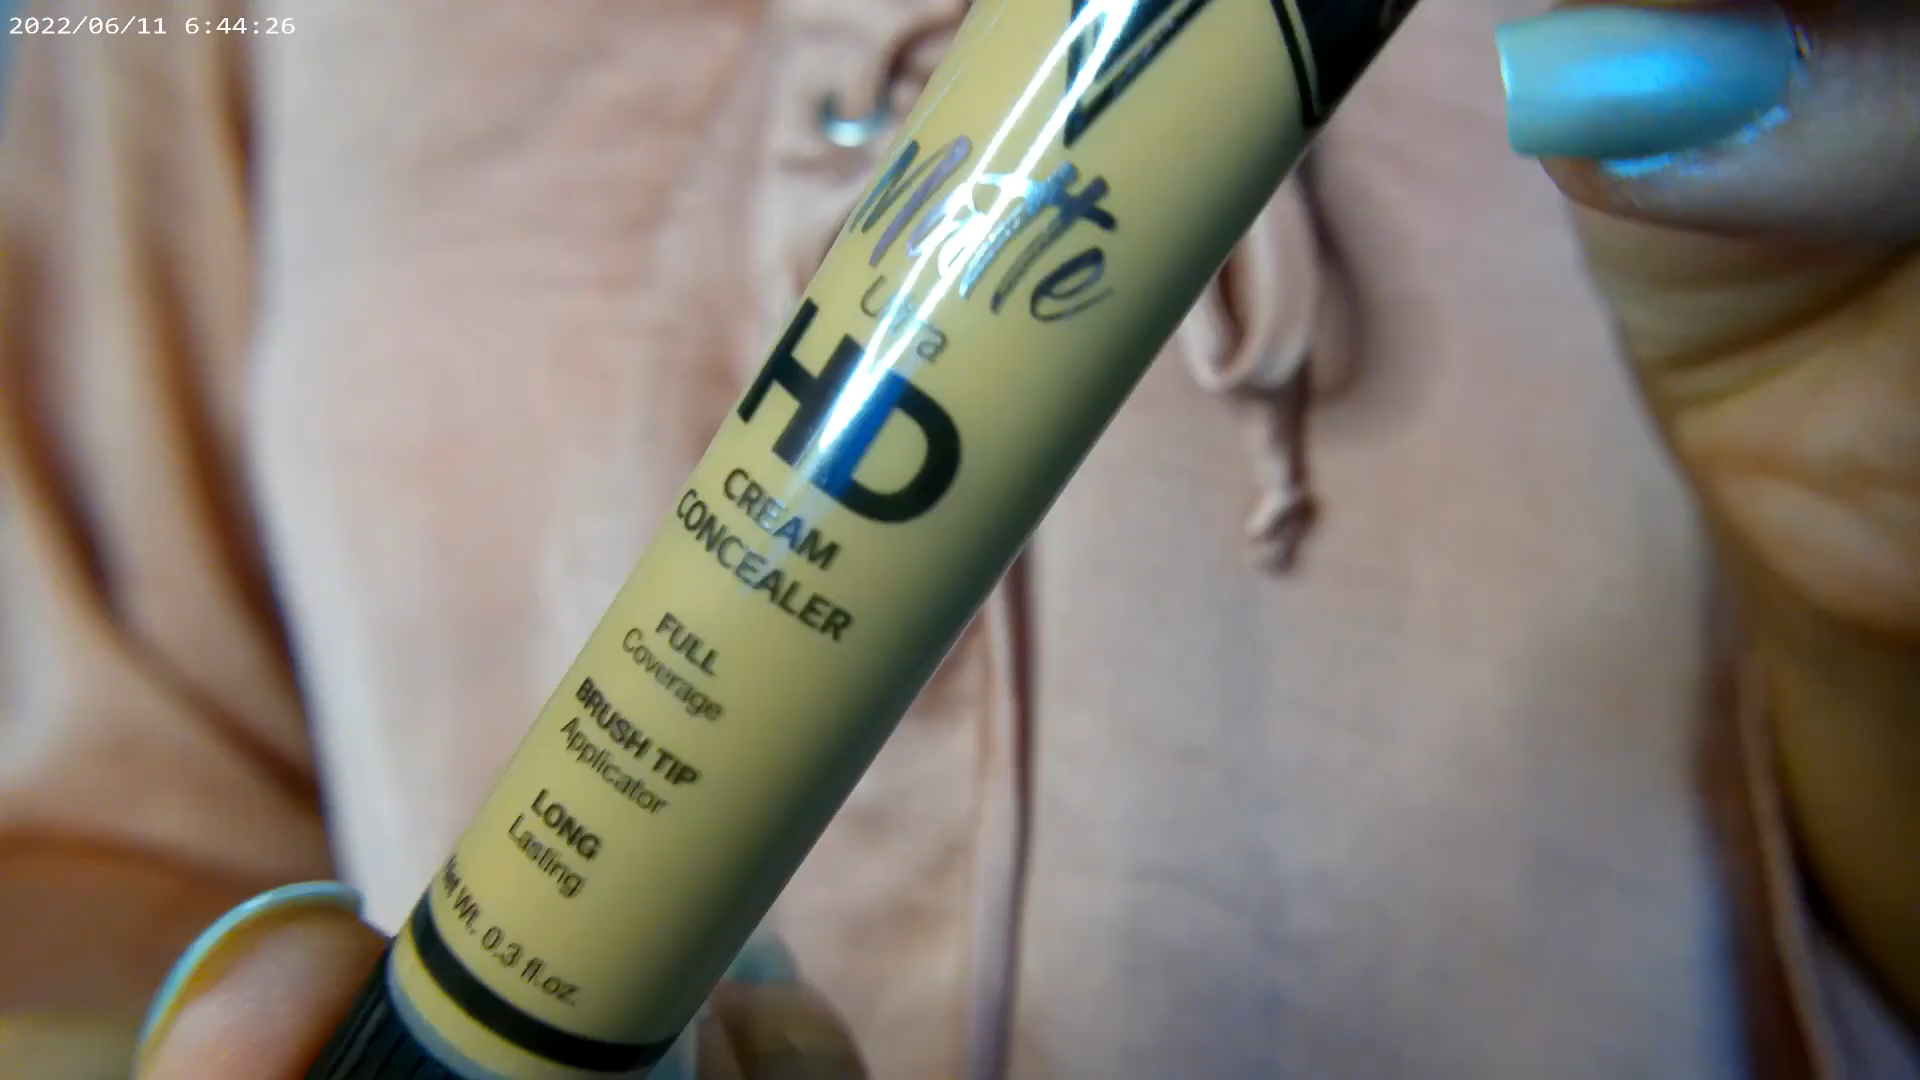 2022/06/11 6:44:26
Matte
Ultra
HD
CREAM
CONCEALER
FULL
Coverage
BRUSH TIP
Applicator
LONG
Lasting
Net Wt. 0.3 fl.oz.